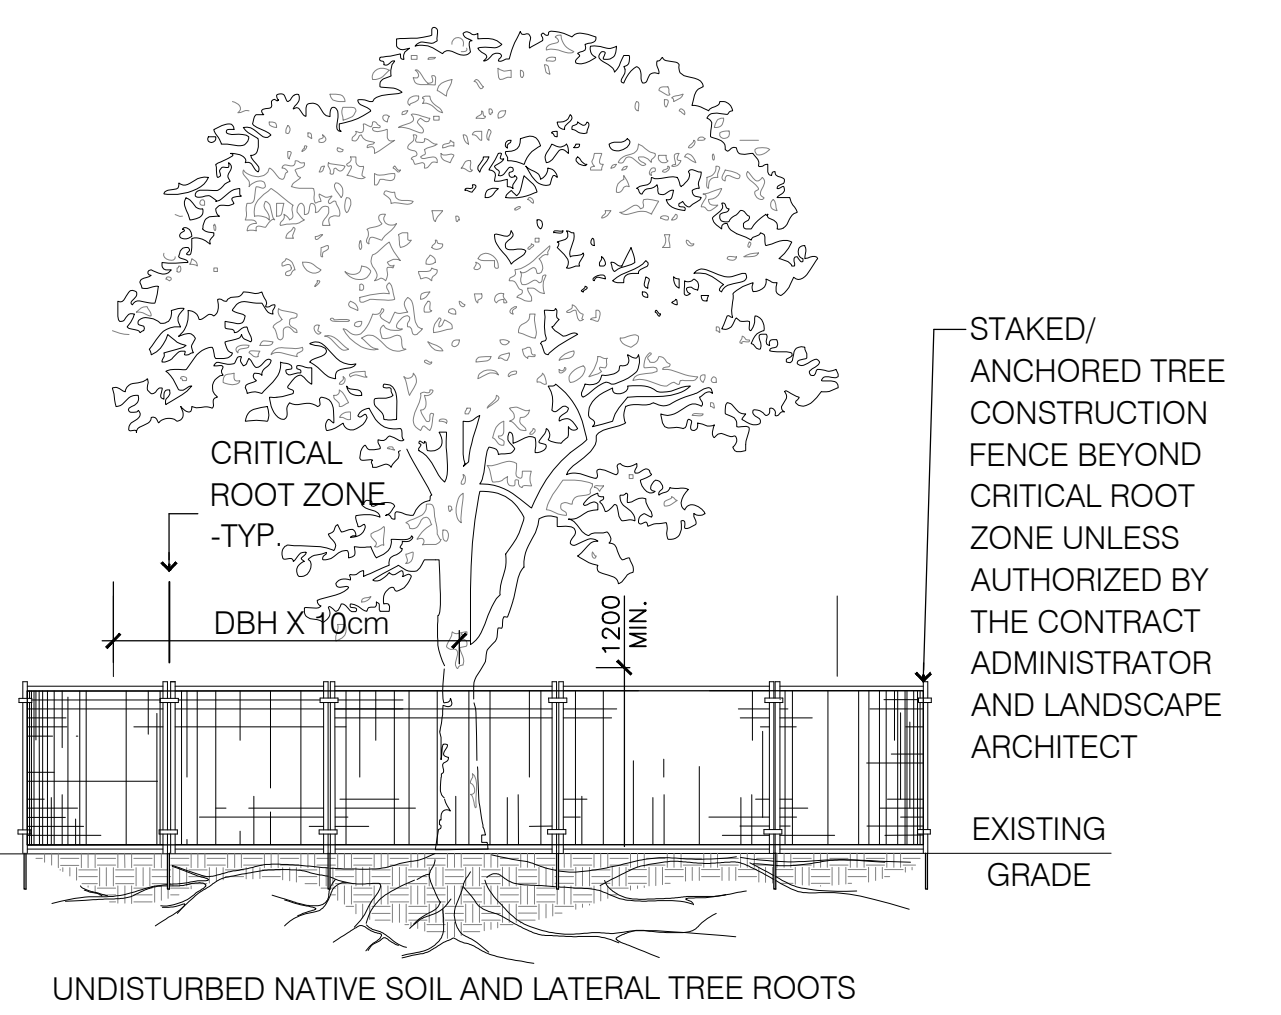 CRITICAL
ROOT ZONE
-TYP.
DBH X 10cm
1200
MIN.
STAKED/
ANCHORED TREE
CONSTRUCTION
FENCE BEYOND
CRITICAL ROOT
ZONE UNLESS
AUTHORIZED BY
THE CONTRACT
ADMINISTRATOR
AND LANDSCAPE
ARCHITECT
EXISTING
GRADE
UNDISTURBED NATIVE SOIL AND LATERAL TREE ROOTS